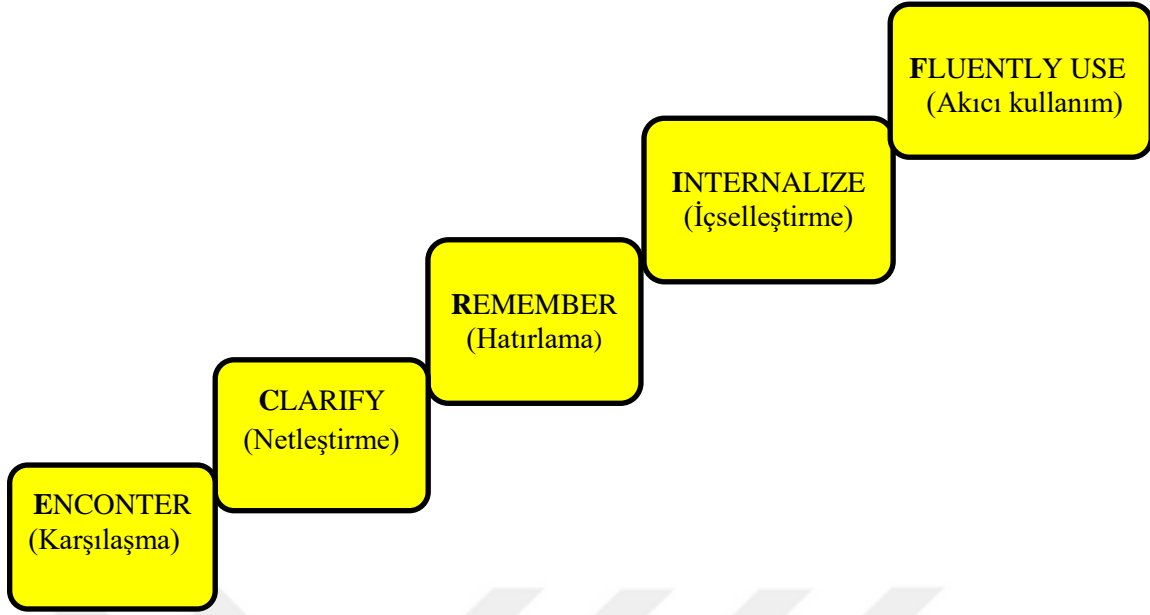 FLUENTLY USE
(Akıcı kullanım)
INTERNALIZE
(İçselleştirme)
REMEMBER
(Hatırlama)
CLARIFY
(Netleştirme)
ENCONTER
(Karşılaşma)